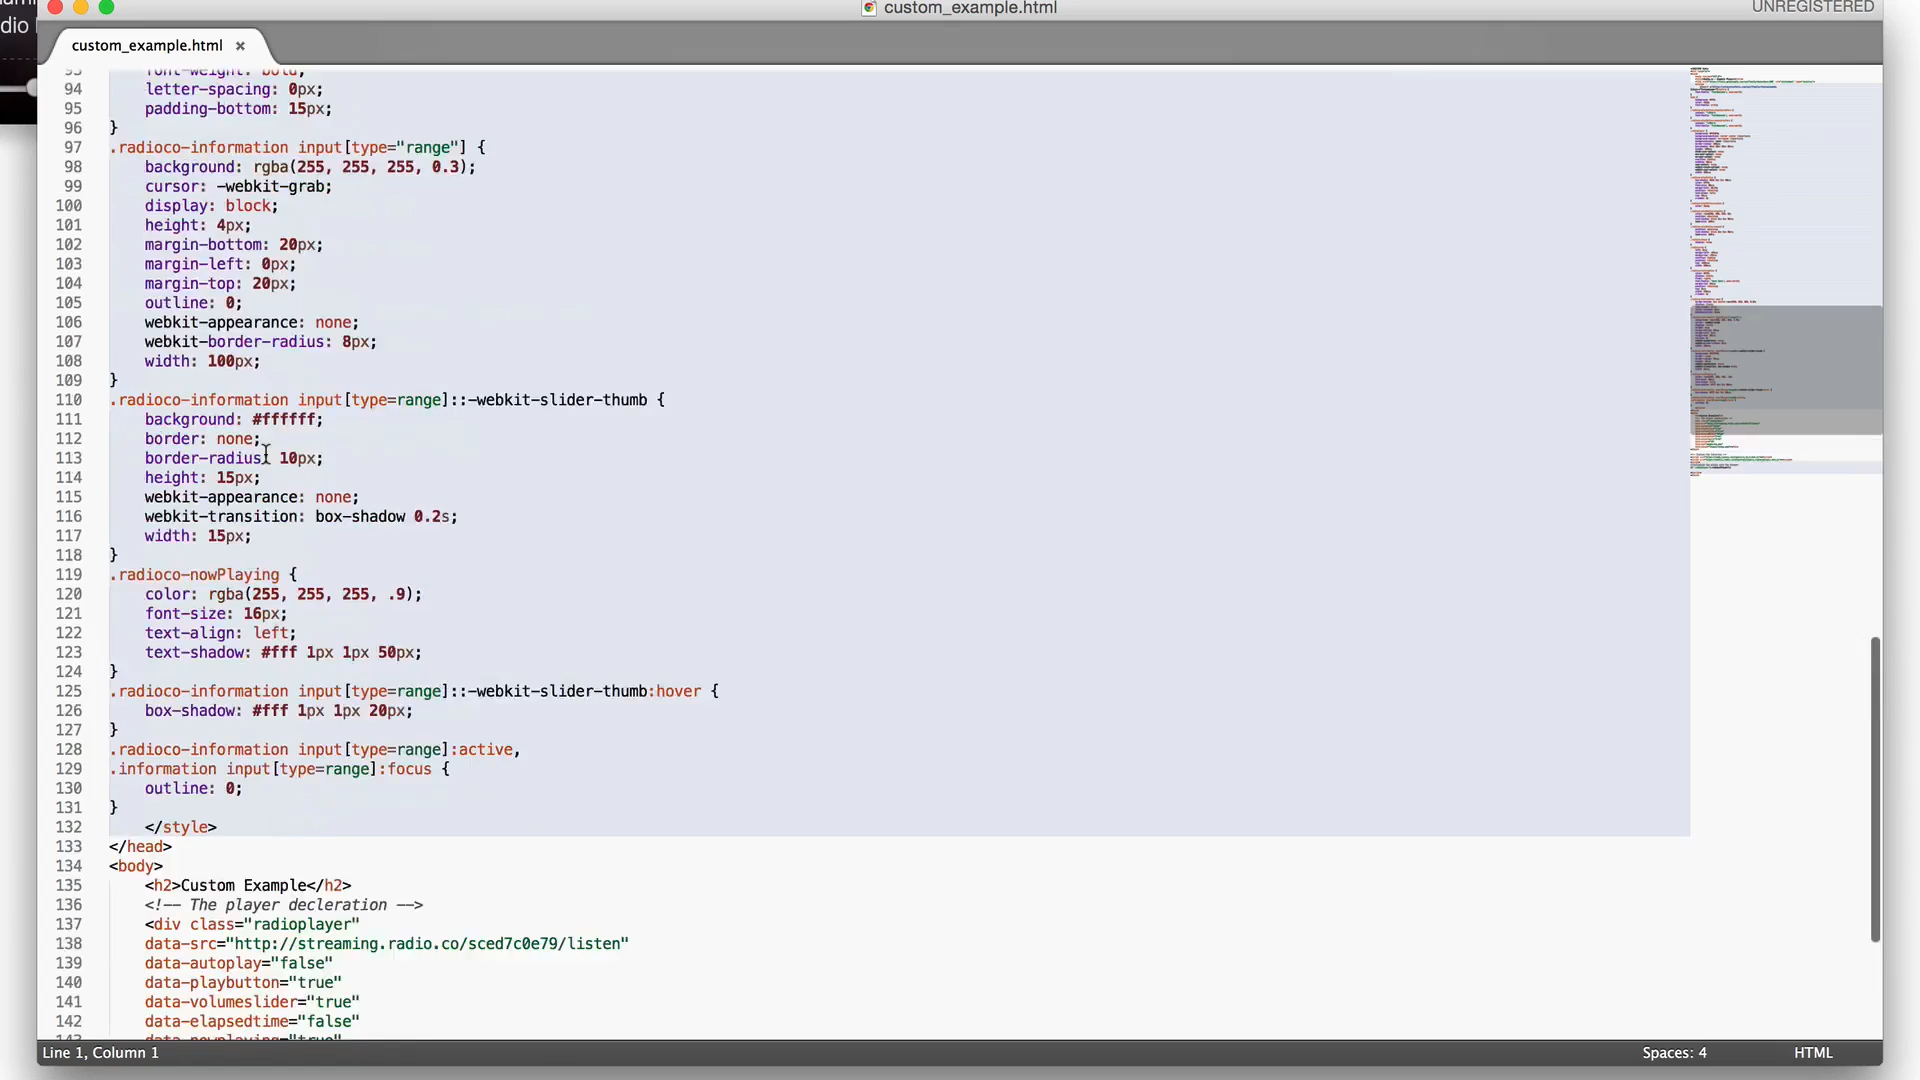 custom_example.html
UNREGISTERED
custom_example.html ×
dio
93 font-weight: bold;
94 letter-spacing: 0px;
95 padding-bottom: 15px;
96 }
97 .radioco-information input[type="range"] {
98 background: rgba(255, 255, 255, 0.3);
99 cursor: -webkit-grab;
100 display: block;
101 height: 4px;
102 margin-bottom: 20px;
103 margin-left: 0px;
104 margin-top: 20px;
105 outline: 0;
106 webkit-appearance: none;
107 webkit-border-radius: 8px;
108 width: 100px;
109 }
110 .radioco-information input[type=range]::-webkit-slider-thumb {
111 background: #ffffff;
112 border: none;
113 border-radius: 10px;
114 height: 15px;
115 webkit-appearance: none;
116 webkit-transition: box-shadow 0.2s;
117 width: 15px;
118 }
119 .radioco-nowPlaying {
120 color: rgba(255, 255, 255, .9);
121 font-size: 16px;
122 text-align: left;
123 text-shadow: #fff 1px 1px 50px;
124 }
125 .radioco-information input[type=range]::-webkit-slider-thumb:hover {
126 box-shadow: #fff 1px 1px 20px;
127 }
128 .radioco-information input[type=range]:active,
129 .information input[type=range]:focus {
130 outline: 0;
131 }
132 </style>
133 </head>
134 <body>
135 <h2>Custom Example</h2>
136 <!-- The player decleration -->
137 <div class="radioplayer"
138 data-src="http://streaming.radio.co/sced7c0e79/listen"
139 data-autoplay="false"
140 data-playbutton="true"
141 data-volumeslider="true"
142 data-elapsedtime="false"
143 data-nowplaying="true"
Line 1, Column 1
Spaces: 4
HTML